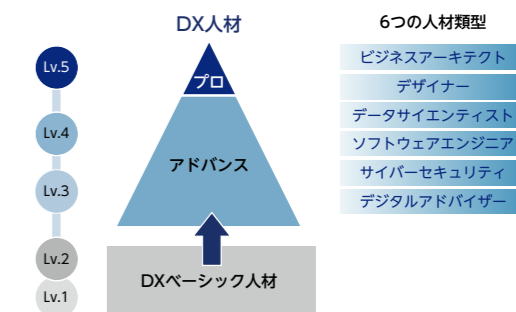 DX人材
プロ
アドバンス
DXベーシック人材
Lv.5
Lv.4
Lv.3
Lv.2
Lv.1
6つの人材類型
ビジネスアーキテクト
デザイナー
データサイエンティスト
ソフトウェアエンジニア
サイバーセキュリティ
デジタルアドバイザー